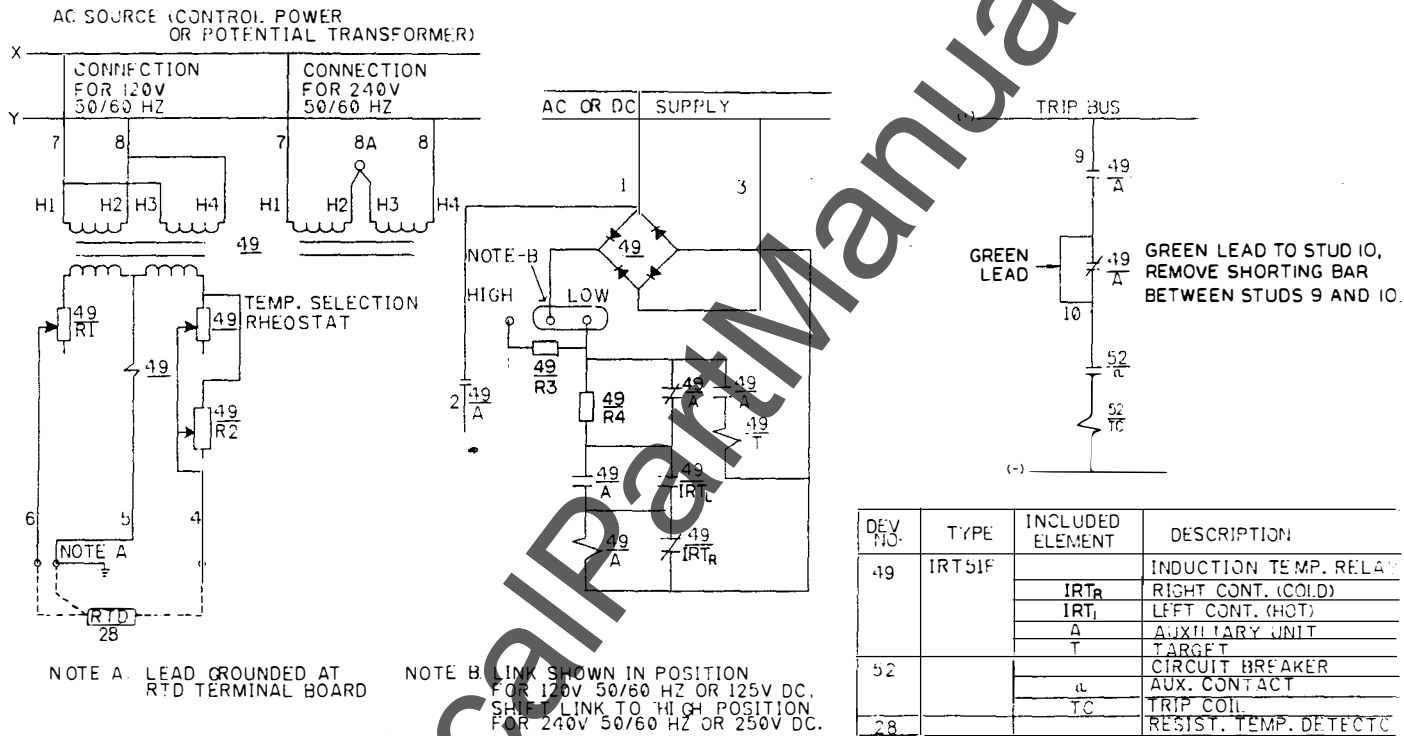 AC SOURCE (CONTROL POWER
OR POTENTIAL TRANSFORMER)
X
CONNECTION
FOR 120V
50/60 HZ
CONNECTION
FOR 240V
50/60 HZ
Y
7
8
7
8A
8
H1
H2
H3
H4
H1
H2
H3
H4
49
49
R1
49
TEMP. SELECTION
RHEOSTAT
49
49
R2
6
5
4
NOTE A
RTD
28
NOTE A. LEAD GROUNDED AT
RTD TERMINAL BOARD
AC OR DC SUPPLY
1
3
49
NOTE-B
HIGH
LOW
49
R3
2
49
A
49
R4
49
A
49
A
49
T
49
A
49
IRTL
49
A
49
IRTR
NOTE B. LINK SHOWN IN POSITION
FOR 120V 50/60 HZ OR 125V DC.
SHIFT LINK TO HIGH POSITION
FOR 240V 50/60 HZ OR 250V DC.
TRIP BUS
(+)
9
49
A
GREEN
LEAD
49
A
GREEN LEAD TO STUD 10,
REMOVE SHORTING BAR
BETWEEN STUDS 9 AND 10.
10
52
a
52
TC
(-)
DEV. NO. TYPE INCLUDED ELEMENT DESCRIPTION
49 IRT51F INDUCTION TEMP. RELAY
IRTR RIGHT CONT. (COLD)
IRTL LEFT CONT. (HOT)
A AUXILIARY UNIT
T TARGET
52 CIRCUIT BREAKER
a AUX. CONTACT
TC TRIP COIL
28 RESIST. TEMP. DETECTO
calPartManua